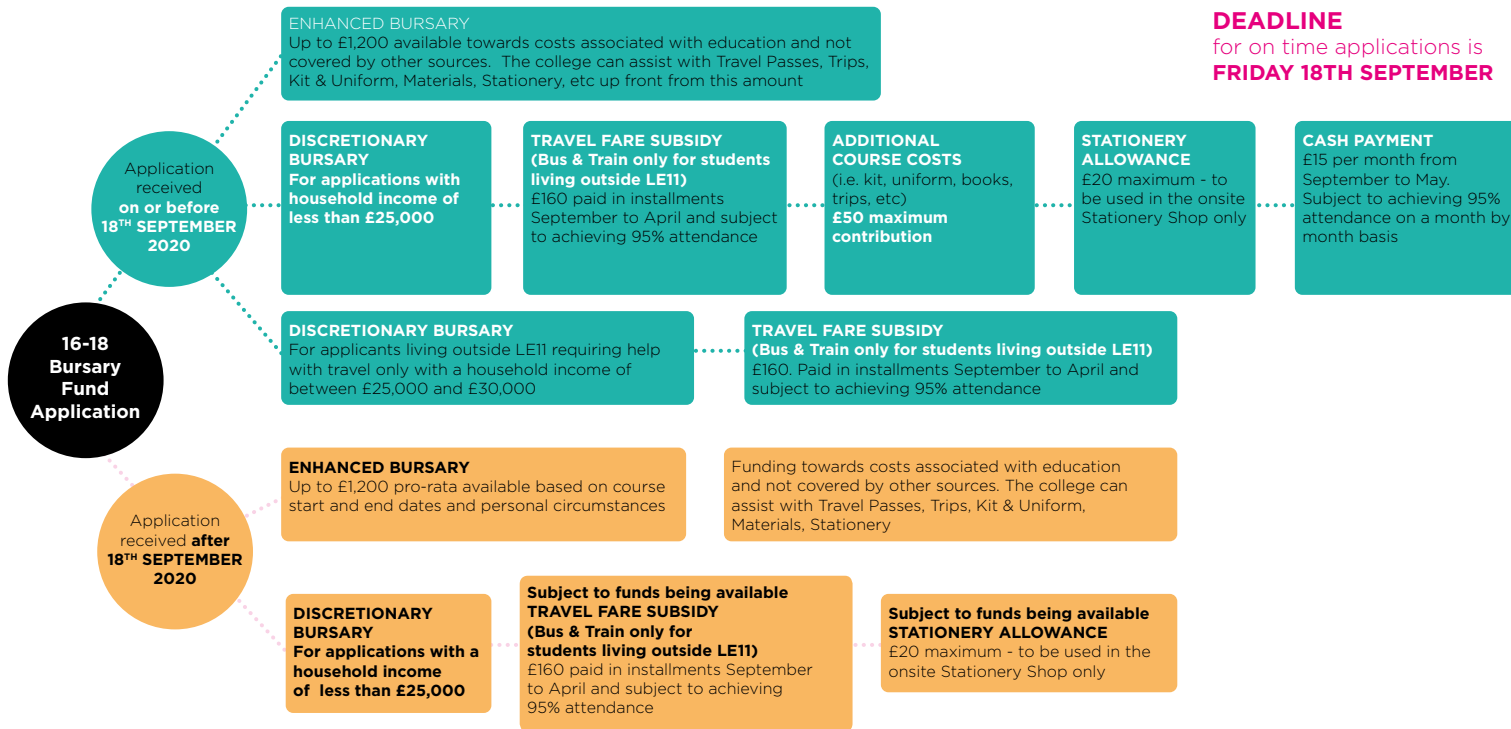 DEADLINE
for on time applications is
FRIDAY 18TH SEPTEMBER
ENHANCED BURSARY
Up to £1,200 available towards costs associated with education and not
covered by other sources.  The college can assist with Travel Passes, Trips,
Kit & Uniform, Materials, Stationery, etc up front from this amount
Application
received
on or before
18TH SEPTEMBER
2020
DISCRETIONARY
BURSARY
For applications with
household income of
less than £25,000
TRAVEL FARE SUBSIDY
(Bus & Train only for students
living outside LE11)
£160 paid in installments
September to April and subject
to achieving 95% attendance
ADDITIONAL
COURSE COSTS
(i.e. kit, uniform, books,
trips, etc)
£50 maximum
contribution
STATIONERY
ALLOWANCE
£20 maximum - to
be used in the onsite
Stationery Shop only
CASH PAYMENT
£15 per month from
September to May.
Subject to achieving 95%
attendance on a month by
month basis
DISCRETIONARY BURSARY
For applicants living outside LE11 requiring help
with travel only with a household income of
between £25,000 and £30,000
TRAVEL FARE SUBSIDY
(Bus & Train only for students living outside LE11)
£160. Paid in installments September to April and
subject to achieving 95% attendance
16-18
Bursary
Fund
Application
ENHANCED BURSARY
Up to £1,200 pro-rata available based on course
start and end dates and personal circumstances
Funding towards costs associated with education
and not covered by other sources. The college can
assist with Travel Passes, Trips, Kit & Uniform,
Materials, Stationery
Application
received after
18TH SEPTEMBER
2020
DISCRETIONARY
BURSARY
For applications with a
household income
of  less than £25,000
Subject to funds being available
TRAVEL FARE SUBSIDY
(Bus & Train only for
students living outside LE11)
£160 paid in installments September
to April and subject to achieving
95% attendance
Subject to funds being available
STATIONERY ALLOWANCE
£20 maximum - to be used in the
onsite Stationery Shop only